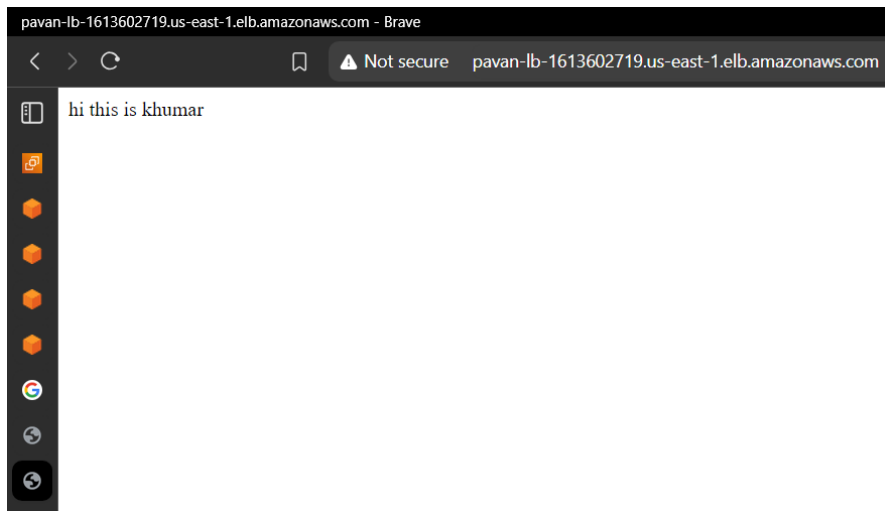 pavan-lb-1613602719.us-east-1.elb.amazonaws.com - Brave
Not secure pavan-lb-1613602719.us-east-1.elb.amazonaws.com
hi this is khumar